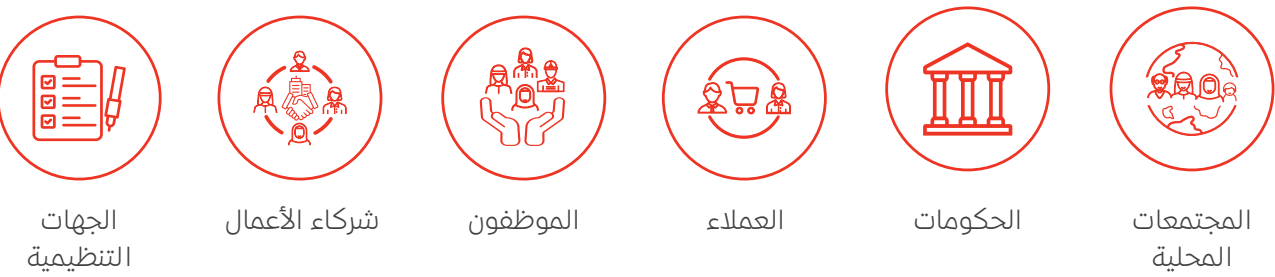 المجتمعات
المحلية
الحكومات
العملاء
الموظفون
شركاء الأعمال
الجهات
التنظيمية